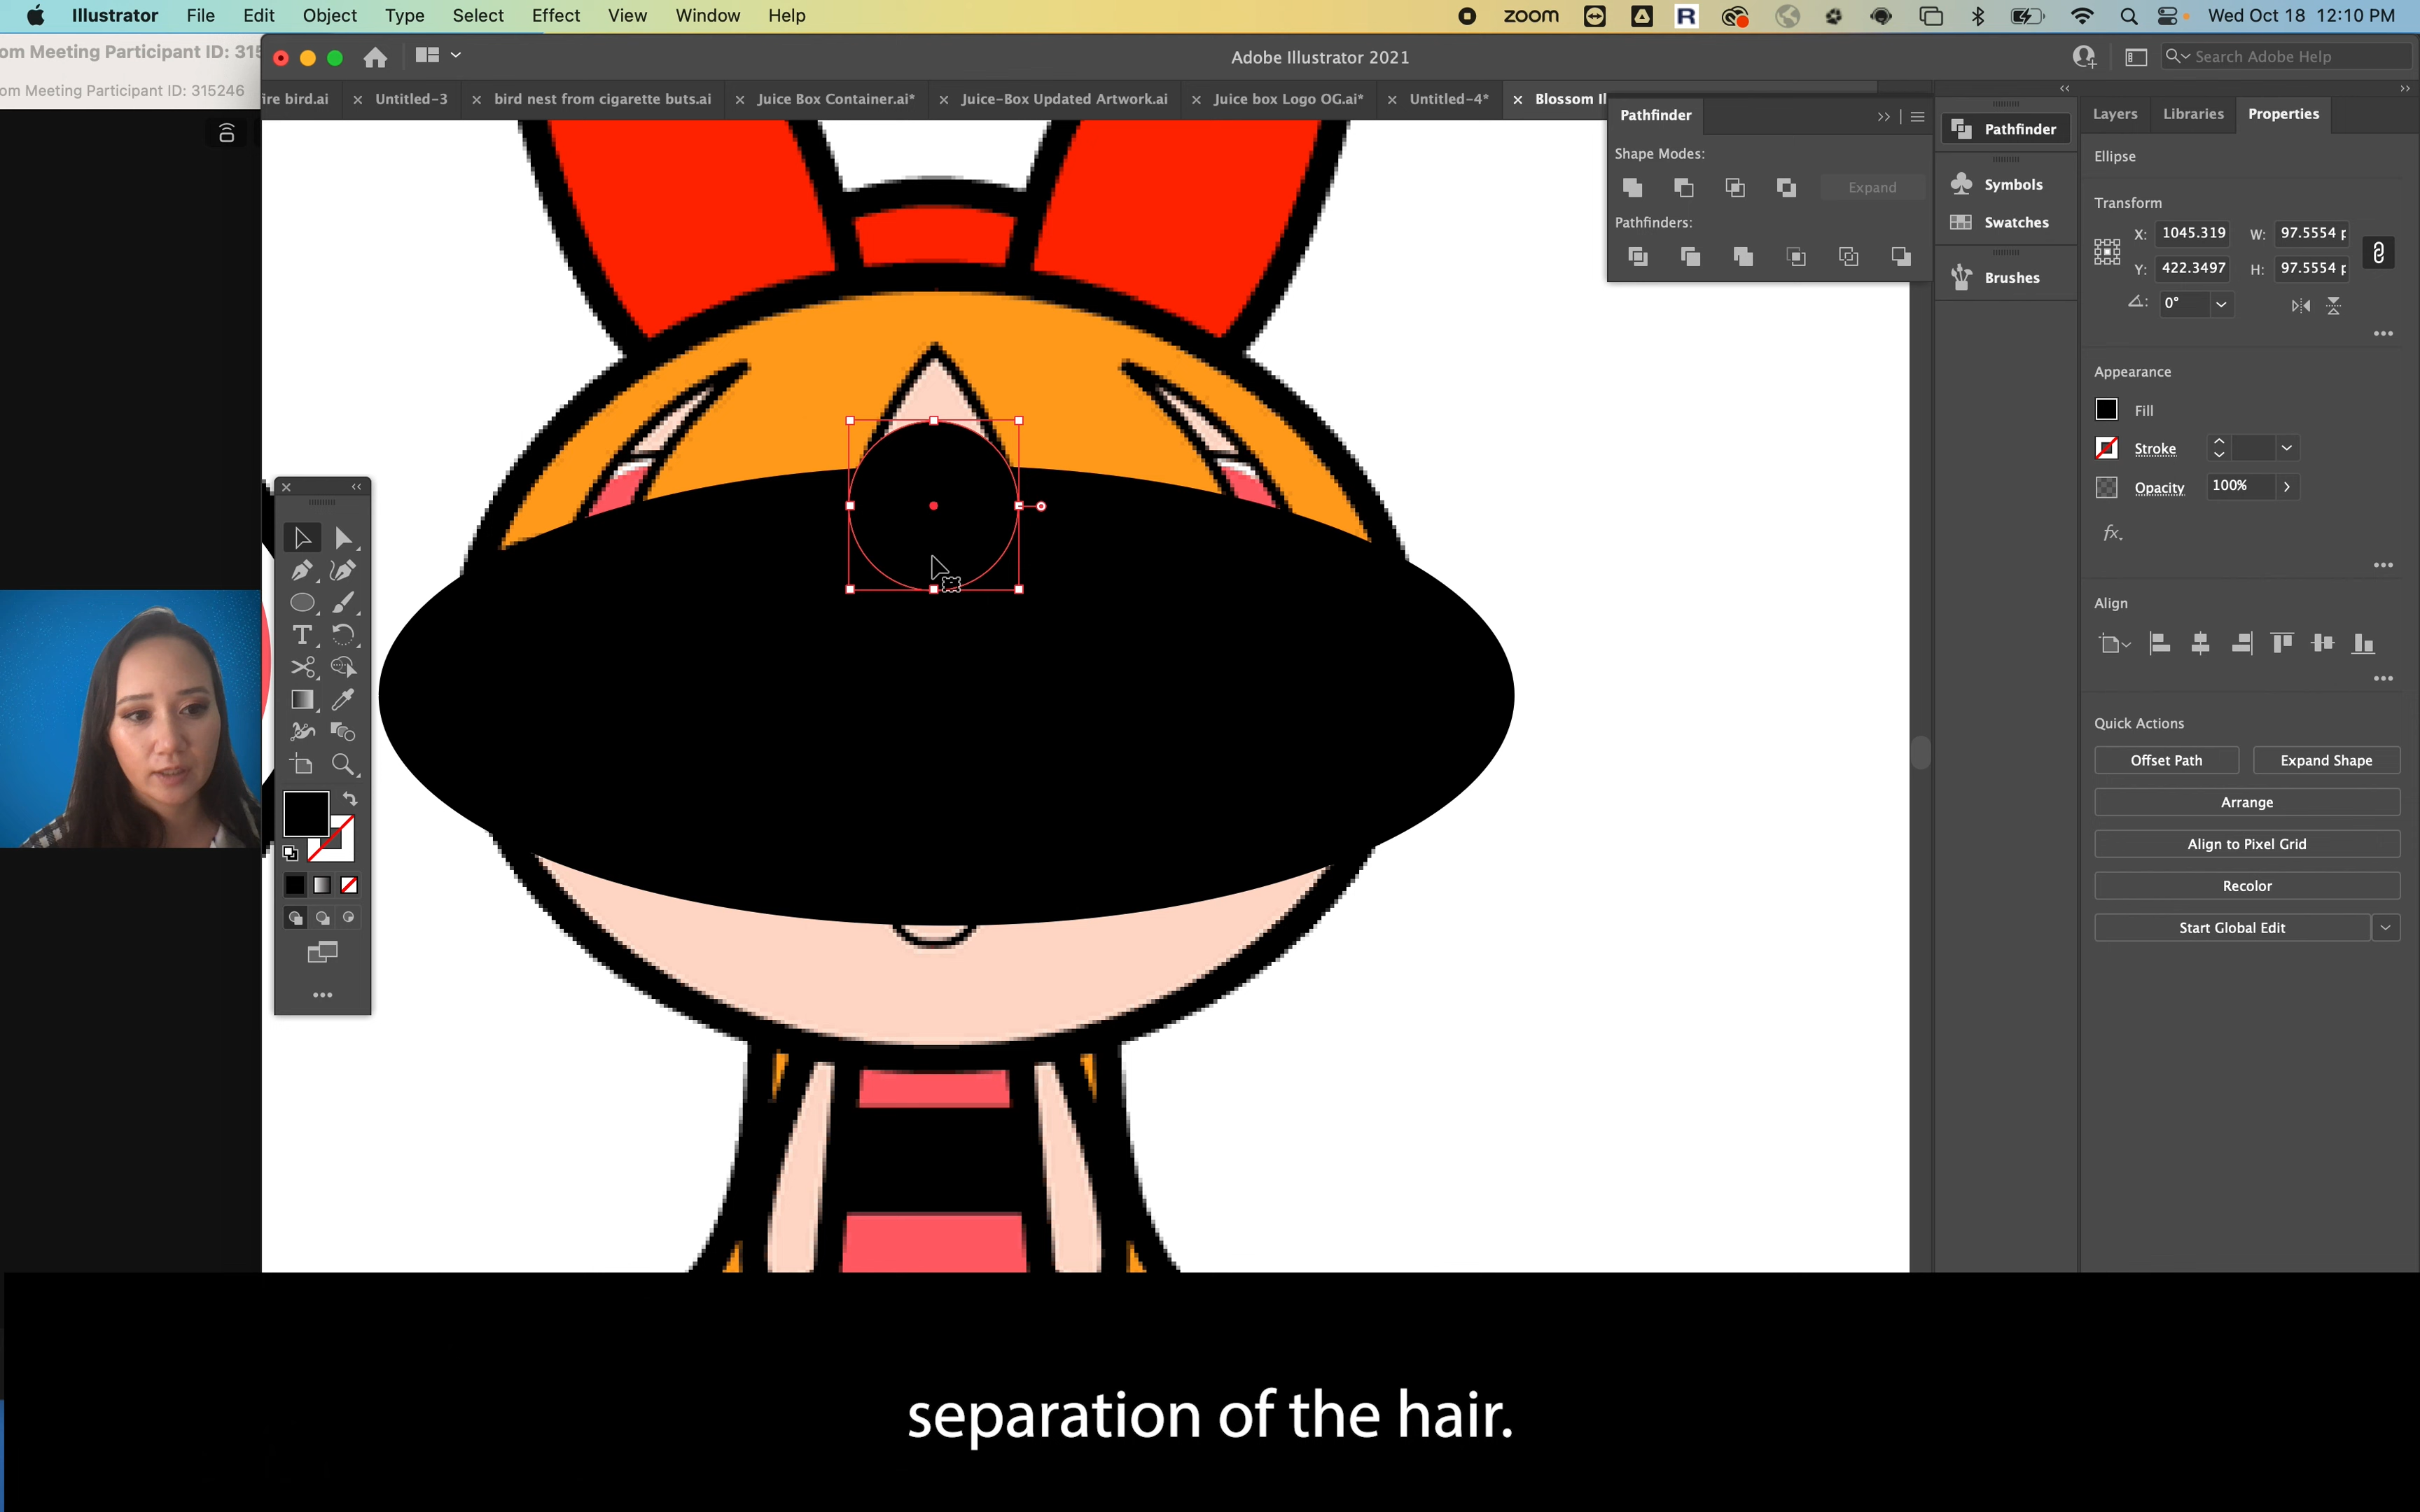 Illustrator File Edit Object Type Select Effect View Window Help
zoom
R
Wed Oct 18 12:10 PM
om Meeting Participant ID: 315
om Meeting Participant ID: 315246
Adobe Illustrator 2021
Search Adobe Help
ire bird.ai
× Untitled-3
× bird nest from cigarette buts.ai
× Juice Box Container.ai*
× Juice-Box Updated Artwork.ai
× Juice box Logo OG.ai*
× Untitled-4*
× Blossom Il
Pathfinder
Shape Modes:
Expand
Pathfinders:
Pathfinder
Symbols
Swatches
Brushes
Layers Libraries Properties
Ellipse
Transform
X: 1045.319 W: 97.5554 p
Y: 422.3497 H: 97.5554 p
0°
Appearance
Fill
Stroke
Opacity 100%
fx.
Align
Quick Actions
Offset Path Expand Shape
Arrange
Align to Pixel Grid
Recolor
Start Global Edit
separation of the hair.